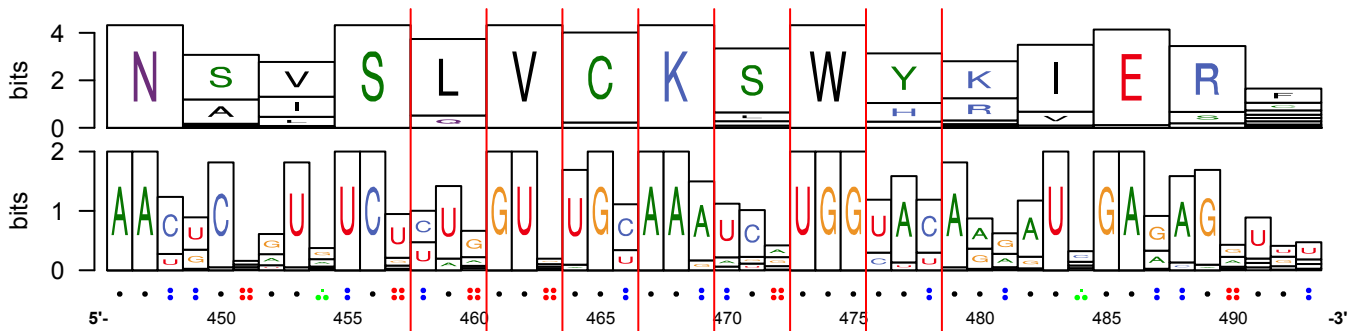 bits
4
2
0
N S V S L V C K S W Y K I E R F
A I L Q L H R V S C
bits
2
1
0
A A C U C G U G U C U C U G G U U G C A A A U C A U G G U A C A A G A U C G A G A G G U U U
U G A A G U A A U G A G C U U G A A
5'- 450 455 460 465 470 475 480 485 490 -3'